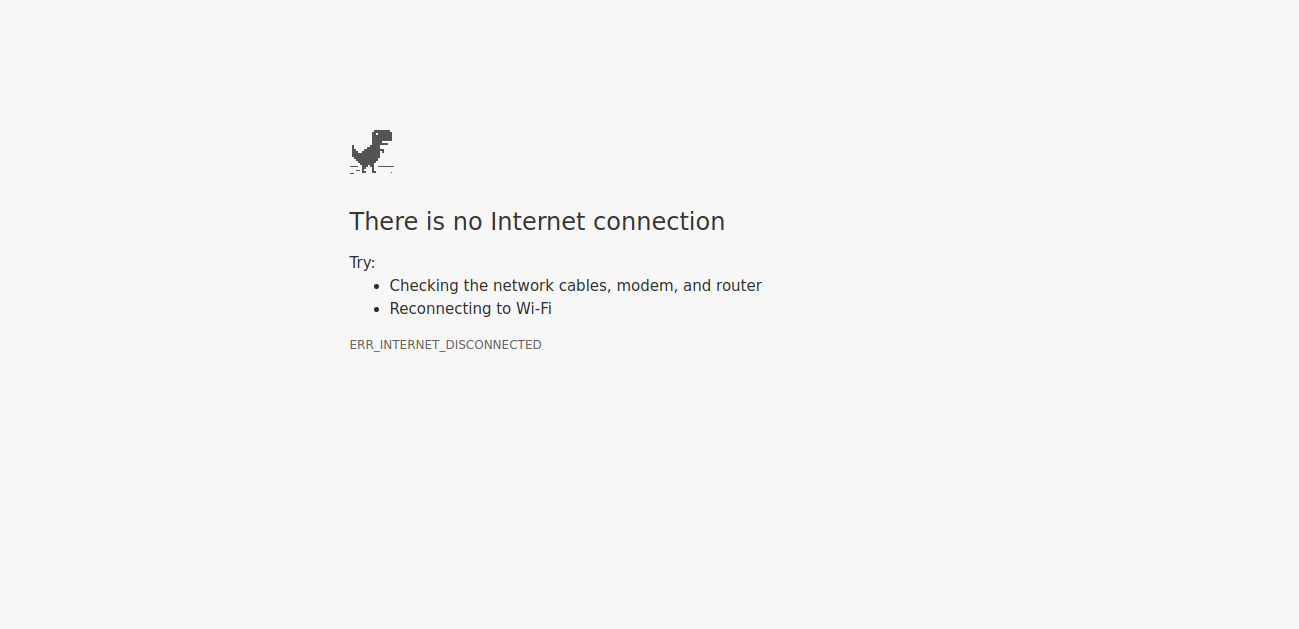 There is no Internet connection
Try:
Checking the network cables, modem, and router
Reconnecting to Wi-Fi
ERR_INTERNET_DISCONNECTED